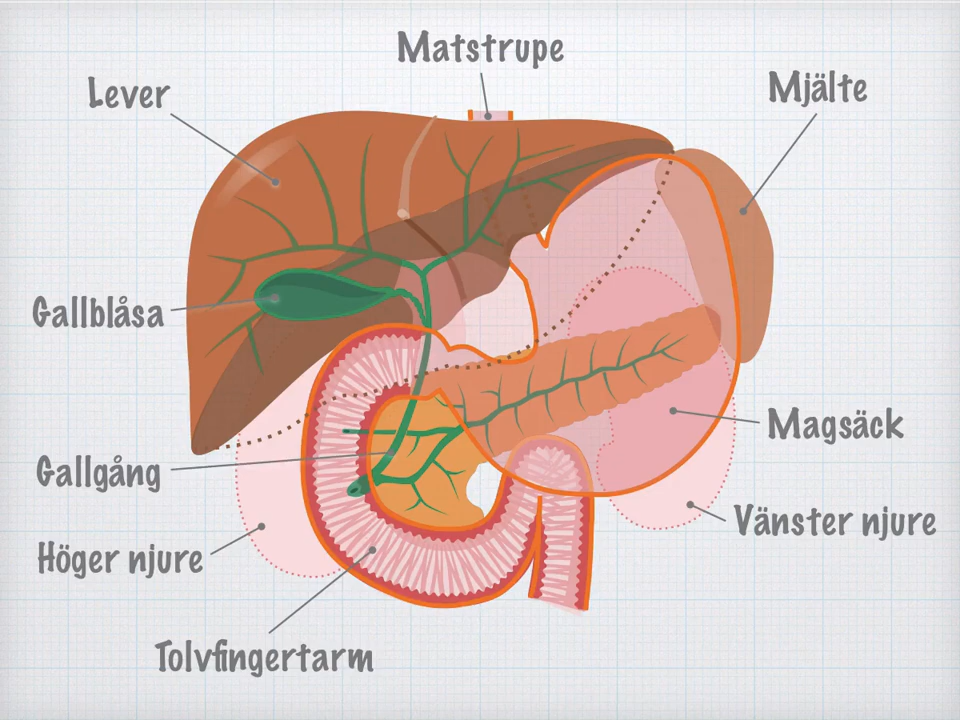 Matstrupe
Lever
Mjälte
Gallblåsa
Magsäck
Gallgång
Vänster njure
Höger njure
Tolvfingertarm